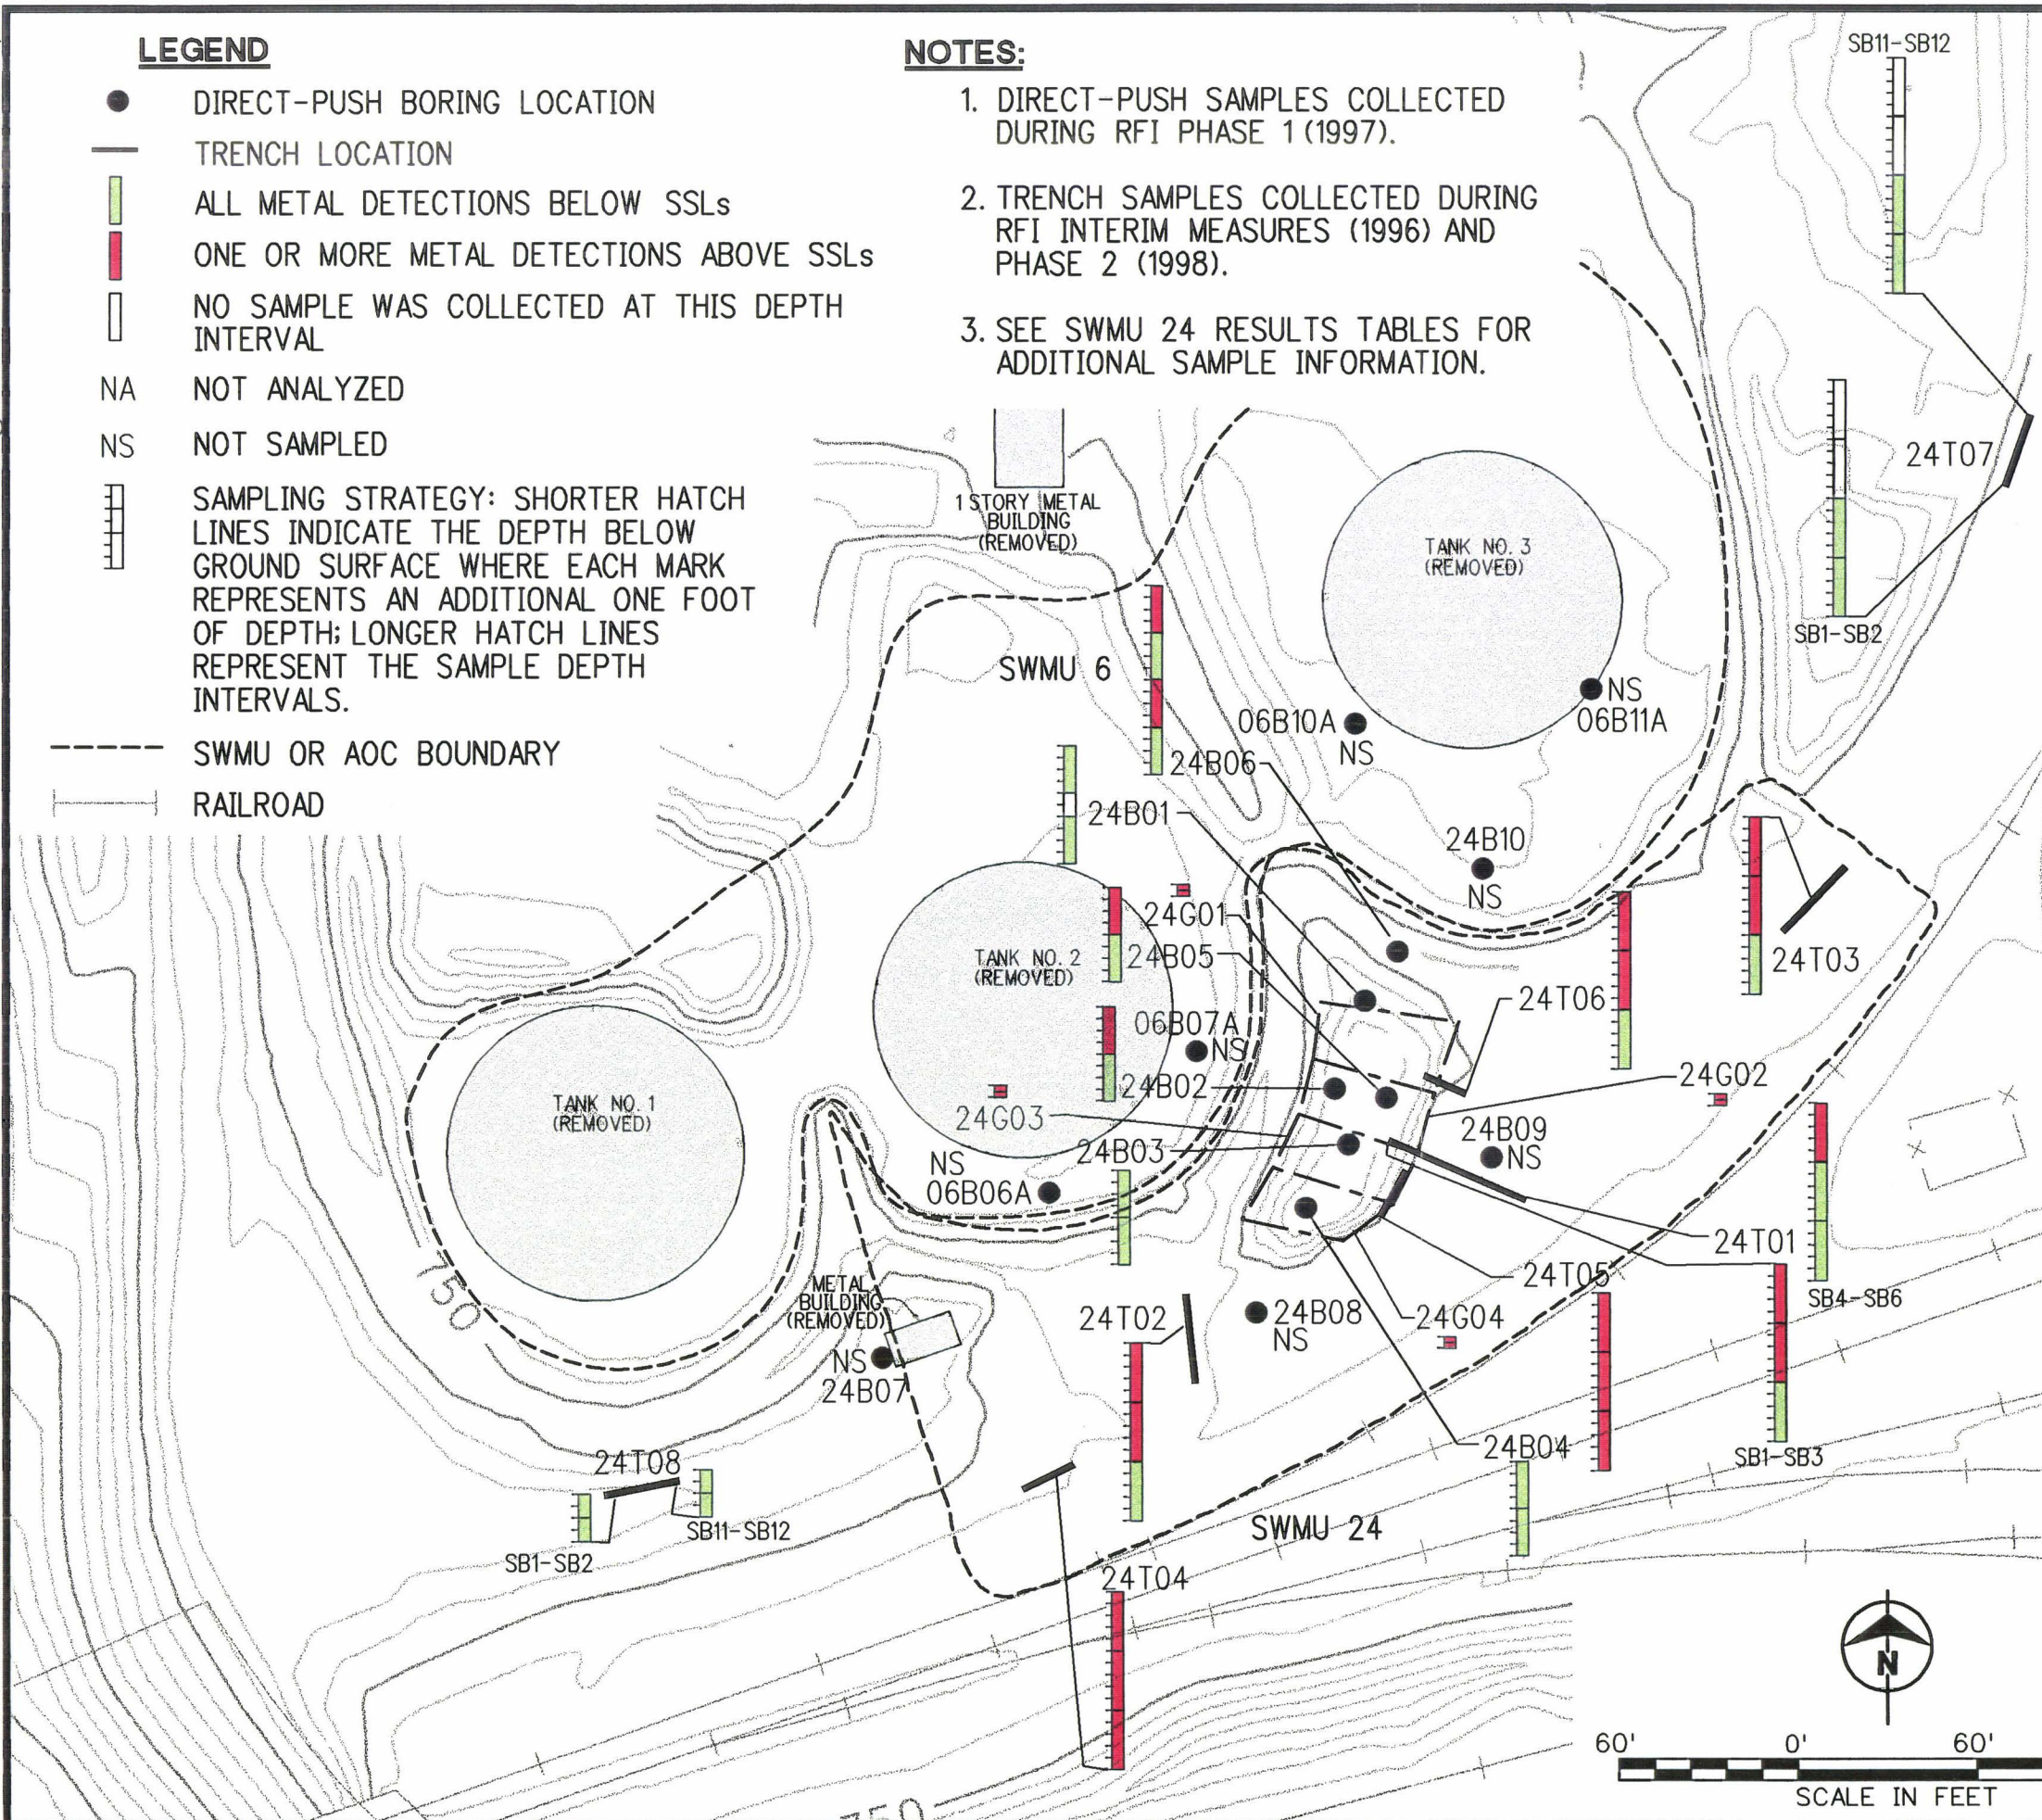 LEGEND
DIRECT-PUSH BORING LOCATION
TRENCH LOCATION
ALL METAL DETECTIONS BELOW SSLs
ONE OR MORE METAL DETECTIONS ABOVE SSLs
NO SAMPLE WAS COLLECTED AT THIS DEPTH
INTERVAL
NA NOT ANALYZED
NS NOT SAMPLED
SAMPLING STRATEGY: SHORTER HATCH
LINES INDICATE THE DEPTH BELOW
GROUND SURFACE WHERE EACH MARK
REPRESENTS AN ADDITIONAL ONE FOOT
OF DEPTH; LONGER HATCH LINES
REPRESENT THE SAMPLE DEPTH
INTERVALS.
SWMU OR AOC BOUNDARY
RAILROAD
NOTES:
1. DIRECT-PUSH SAMPLES COLLECTED
DURING RFI PHASE 1 (1997).
2. TRENCH SAMPLES COLLECTED DURING
RFI INTERIM MEASURES (1996) AND
PHASE 2 (1998).
3. SEE SWMU 24 RESULTS TABLES FOR
ADDITIONAL SAMPLE INFORMATION.
SB11-SB12
24T07
SB1-SB2
1 STORY METAL
BUILDING
(REMOVED)
TANK NO. 3
(REMOVED)
SWMU 6
NS
06B11A
06B10A
NS
24B06
24B01
24B10
NS
24G01
24B05
TANK NO. 2
(REMOVED)
24T03
24T06
06B07A
NS
24B02
24G02
24G03
TANK NO. 1
(REMOVED)
24B09
NS
24B03
NS
06B06A
24T01
24T05
SB4-SB6
METAL
BUILDING
(REMOVED)
750
24T02
24B08
NS
24G04
NS
24B07
24B04
SB1-SB3
24T08
SB11-SB12
SB1-SB2
SWMU 24
24T04
N
60' 0' 60'
SCALE IN FEET
750